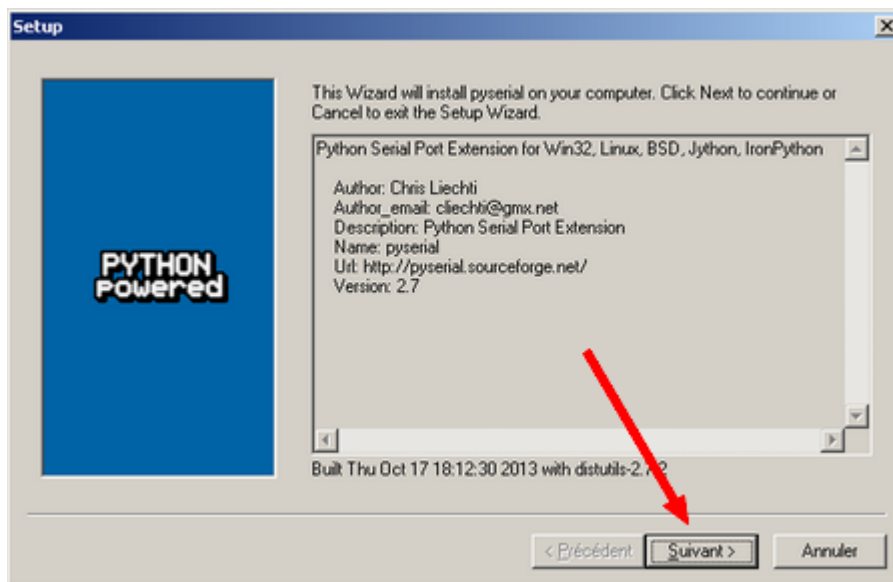 Setup
This Wizard will install pyserial on your computer. Click Next to continue or
Cancel to exit the Setup Wizard.
Python Serial Port Extension for Win32, Linux, BSD, Jython, IronPython
Author: Chris Liechti
Author_email: cliechti@gmx.net
Description: Python Serial Port Extension
Name: pyserial
Url: http://pyserial.sourceforge.net/
Version: 2.7
PYTHON
Powered
Built Thu Oct 17 18:12:30 2013 with
< Précédent Suivant > Annuler